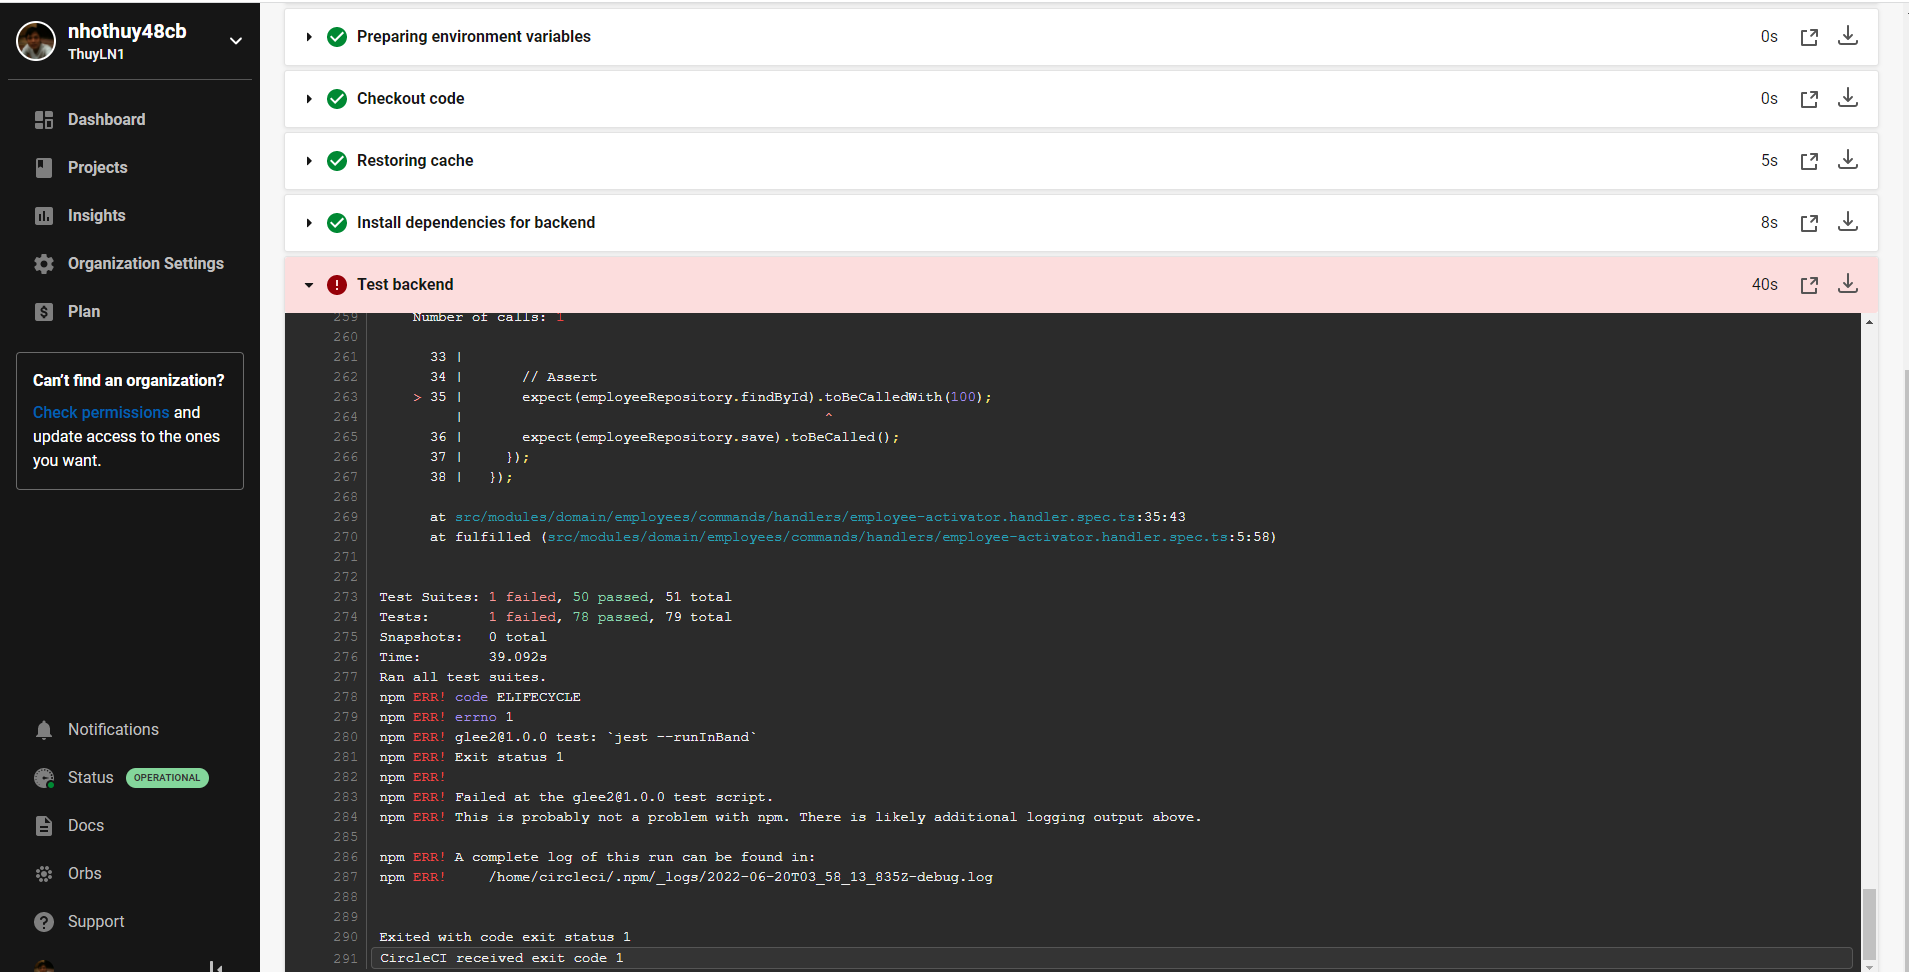 nhothuy48cb
ThuyLN1
Dashboard
Projects
Insights
Organization Settings
Plan
Can't find an organization?
Check permissions and
update access to the ones
you want.
Notifications
Status OPERATIONAL
Docs
Orbs
Support
Preparing environment variables 0s
Checkout code 0s
Restoring cache 5s
Install dependencies for backend 8s
Test backend 40s
259 Number of calls: 1
260
261 33 |
262 34 | // Assert
263 > 35 | expect(employeeRepository.findById).toBeCalledWith(100);
264 | ^
265 36 | expect(employeeRepository.save).toBeCalled();
266 37 | });
267 38 | });
268
269 at src/modules/domain/employees/commands/handlers/employee-activator.handler.spec.ts:35:43
270 at fulfilled (src/modules/domain/employees/commands/handlers/employee-activator.handler.spec.ts:5:58)
271
272
273 Test Suites: 1 failed, 50 passed, 51 total
274 Tests: 1 failed, 78 passed, 79 total
275 Snapshots: 0 total
276 Time: 39.092s
277 Ran all test suites.
278 npm ERR! code ELIFECYCLE
279 npm ERR! errno 1
280 npm ERR! glee2@1.0.0 test: `jest --runInBand`
281 npm ERR! Exit status 1
282 npm ERR!
283 npm ERR! Failed at the glee2@1.0.0 test script.
284 npm ERR! This is probably not a problem with npm. There is likely additional logging output above.
285
286 npm ERR! A complete log of this run can be found in:
287 npm ERR! /home/circleci/.npm/_logs/2022-06-20T03_58_13_835Z-debug.log
288
289
290 Exited with code exit status 1
291 CircleCI received exit code 1